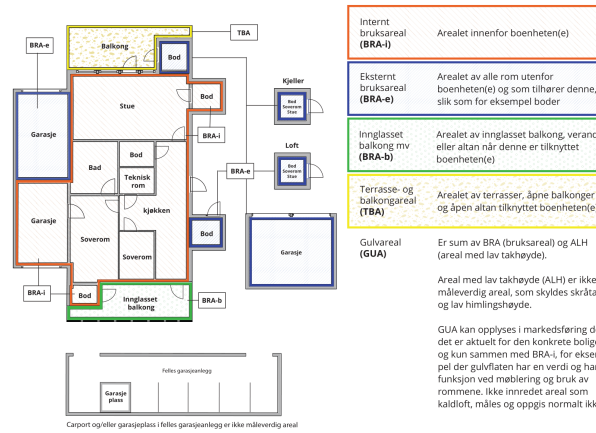 TBA
BRA-e
Balkong
Bod
Kjeller
Bod
Soverom
Stue
Stue
Bod
Garasje
BRA-i
Loft
Bod
Bad
Bod
Soverom
Stue
Teknisk
rom
BRA-e
kjøkken
Garasje
Bod
Soverom
Garasje
Soverom
BRA-i
Bod
Innglasset
balkong
BRA-b
Felles garasjeanlegg
Garasje
plass
Carport og/eller garasjeplass i felles garasjeanlegg er ikke måleverdig areal
Internt
bruksareal
(BRA-i)
Arealet innenfor boenheten(e)
Eksternt
bruksareal
(BRA-e)
Arealet av alle rom utenfor
boenheten(e) og som tilhører denne,
slik som for eksempel boder
Innglasset
balkong mv
(BRA-b)
Arealet av innglasset balkong, verand
eller altan når denne er tilknyttet
boenheten(e)
Terrasse- og
balkongareal
(TBA)
Arealet av terrasser, åpne balkonger
og åpen altan tilknyttet boenheten(e
Gulvareal
(GUA)
Er sum av BRA (bruksareal) og ALH
(areal med lav takhøyde).
Areal med lav takhøyde (ALH) er ikke
måleverdig areal, som skyldes skråta
og lav himlingshøyde.
GUA kan opplyses i markedsføring de
det er aktuelt for den konkrete bolige
og kun sammen med BRA-i, for ekser
pel der gulvflaten har en verdi og har
funksjon ved møblering og bruk av
rommene. Ikke innredet areal som
kaldloft, måles og oppgis normalt ikk